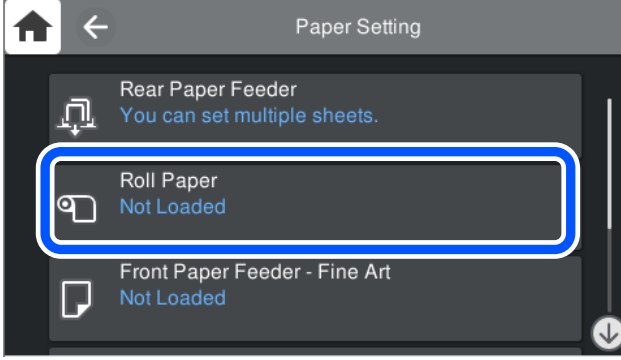 Paper Setting
Rear Paper Feeder
You can set multiple sheets.
Roll Paper
Not Loaded
Front Paper Feeder - Fine Art
Not Loaded